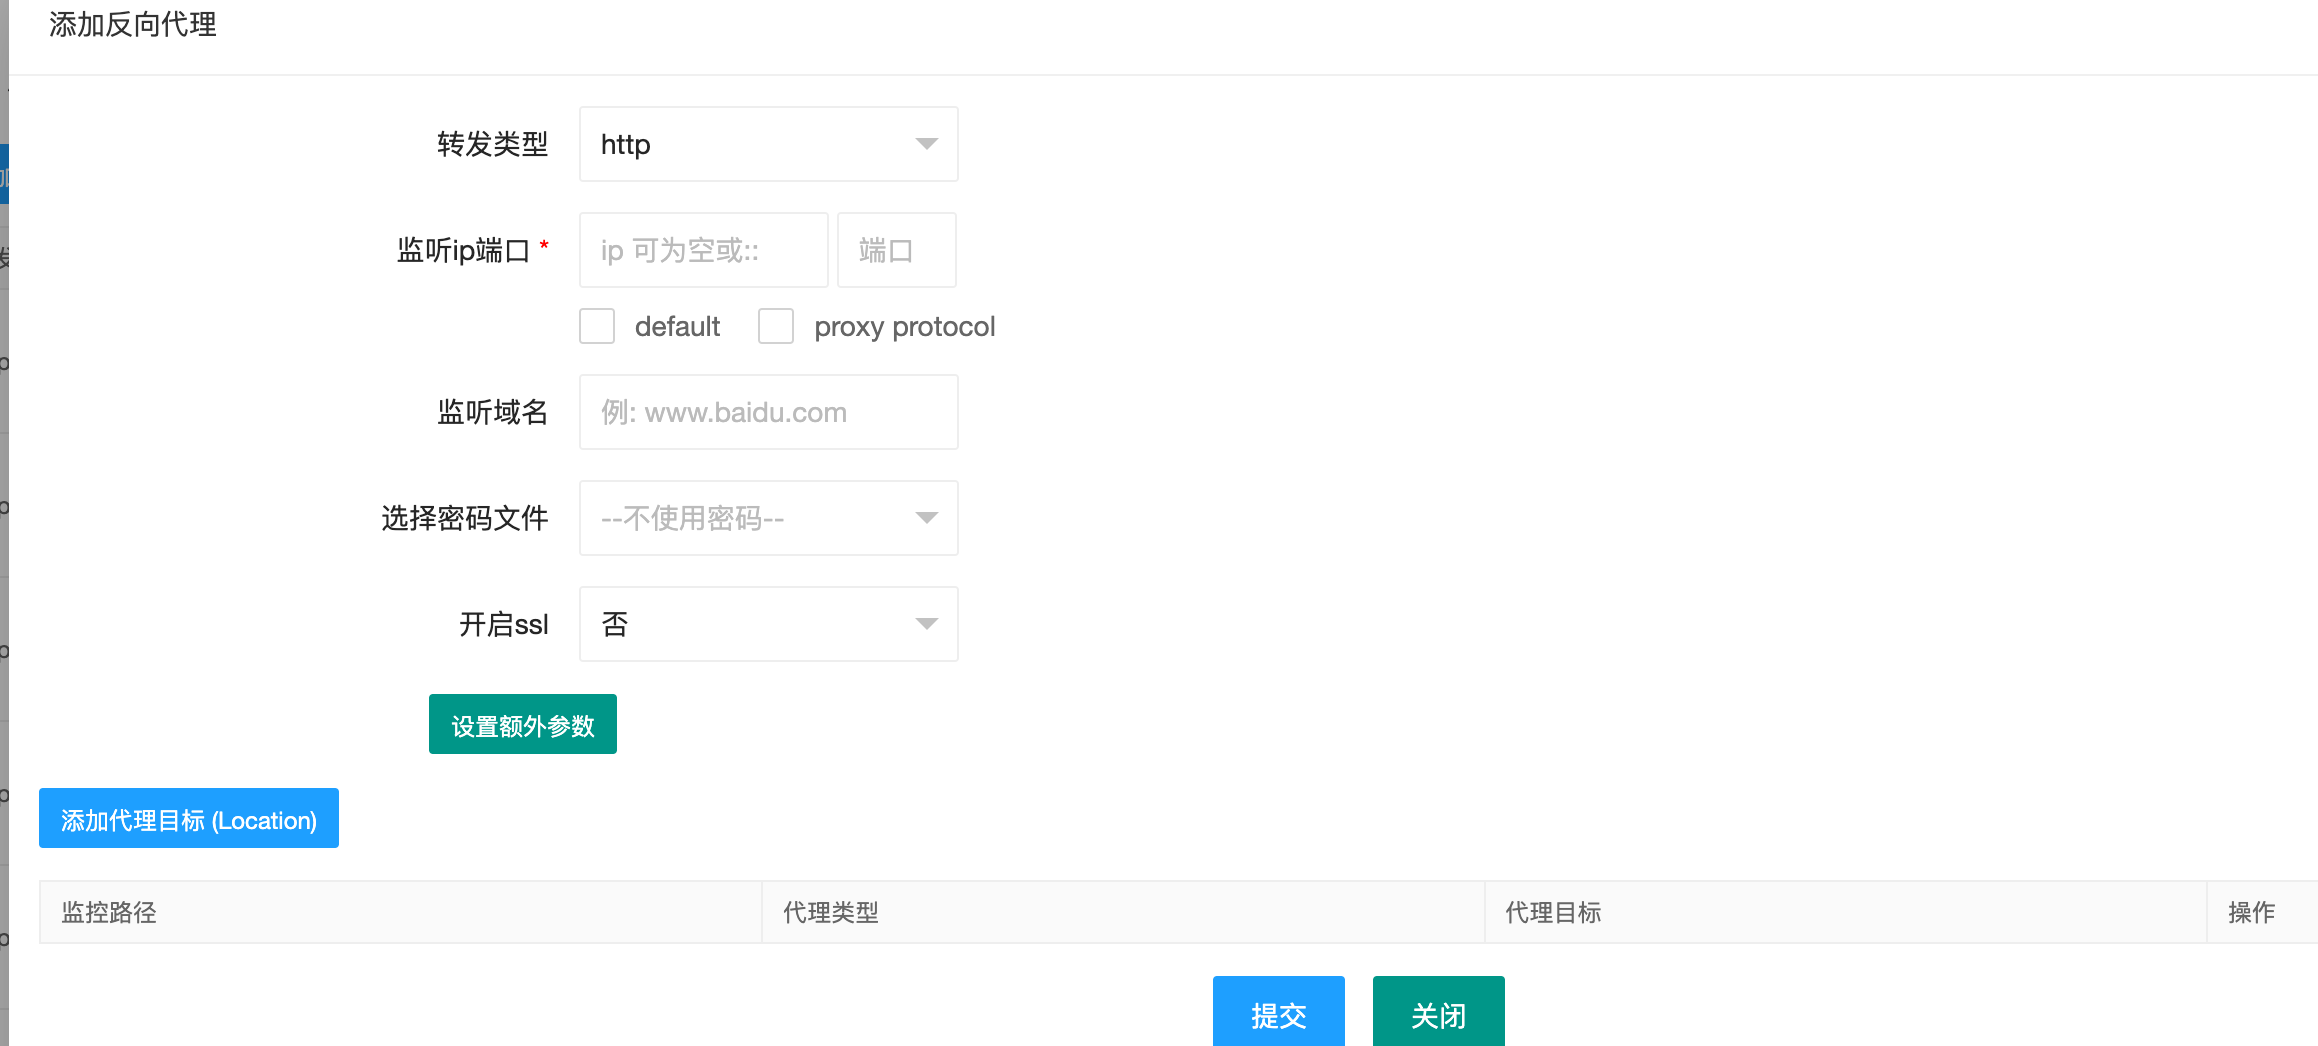 添加反向代理
转发类型 http
监听ip端口 * ip 可为空或:: 端口
default proxy protocol
监听域名 例: www.baidu.com
选择密码文件 --不使用密码--
开启ssl 否
设置额外参数
添加代理目标 (Location)
监控路径 代理类型 代理目标 操作
提交 关闭